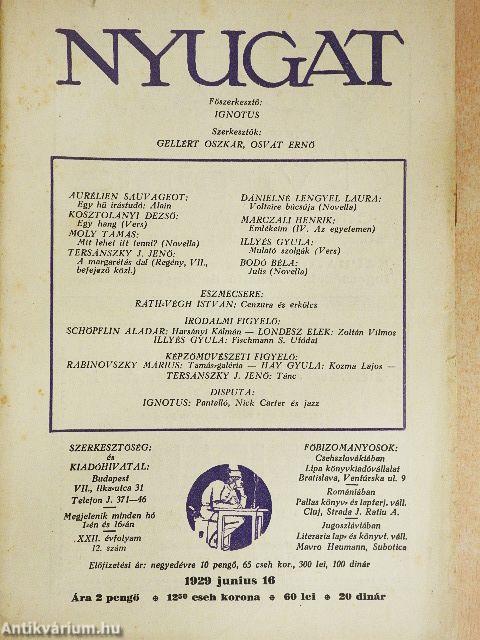 NYUGAT
Főszerkesztő:
IGNOTUS
Szerkesztők:
GELLÉRT OSZKÁR, OSVÁT ERNŐ
AURÉLIEN SAUVAGEOT:
Egy hű írástudó: Alain
KOSZTOLÁNYI DEZSŐ:
Egy hang (Vers)
MOLY TAMÁS:
Mit lehet itt tenni? (Novella)
TERSÁNSZKY J. JENŐ:
A margarétás dal (Regény, VII.,
befejező közl.)
DÁNIELNÉ LENGYEL LAURA:
Voltaire búcsúja (Novella)
MARCZALI HENRIK:
Emlékeim (IV. Az egyetemen)
ILLYÉS GYULA:
Mulató szolgák (Vers)
BODÓ BÉLA:
Julis (Novella)
ESZMECSERE:
RÁTH-VÉGH ISTVÁN: Cenzura és erkölcs
IRODALMI FIGYELŐ:
SCHÖPFLIN ALADÁR: Harsányi Kálmán — LONDESZ ELEK: Zoltán Vilmos
ILLYÉS GYULA: Fischmann S. Utódai
KÉPZŐMŰVÉSZETI FIGYELŐ:
RABINOVSZKY MÁRIUS: Tamás-galéria — HAY GYULA: Kozma Lajos —
TERSÁNSZKY J. JENŐ: Tánc
DISPUTA:
IGNOTUS: Pantalló, Nick Carter és jazz
SZERKESZTŐSÉG:
és
KIADÓHIVATAL:
Budapest
VII., Ilka-utca 31
Telefon J. 371—46
Megjelenik minden hó
1-én és 16-án
XXII. évfolyam
12. szám
FŐBIZOMÁNYOSOK:
Csehszlovákiában
Lipa könyvkiadóvállalat
Bratislava, Ventúrska ul. 9
Romániában
Pallas könyv és lapterj. váll.
Cluj, Strada J. Ratiu A.
Jugoszláviában
Literaria lap- és könyvt. váll.
Mavro Heumann, Subotica
Előfizetési ár: negyedévre 10 pengő, 65 cseh kor., 300 lei, 100 dinár
1929 junius 16
Ára 2 pengő * 12⁵⁰ cseh korona * 60 lei * 20 dinár
Antikvárium.hu